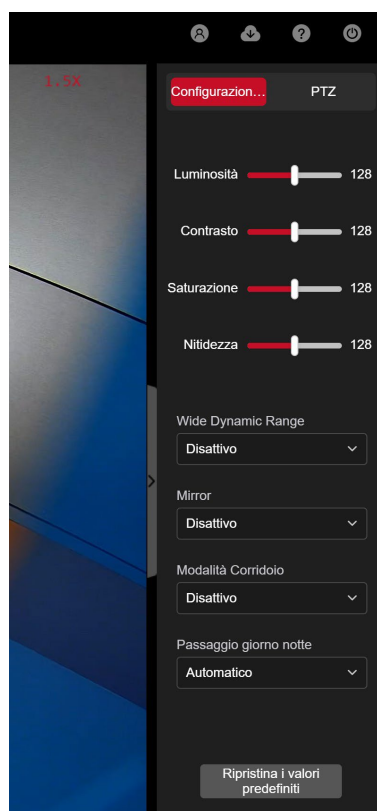 1.5X
Configurazion...
PTZ
Luminosità 128
Contrasto 128
Saturazione 128
Nitidezza 128
Wide Dynamic Range
Disattivo
Mirror
Disattivo
Modalità Corridoio
Disattivo
Passaggio giorno notte
Automatico
Ripristina i valori
predefiniti